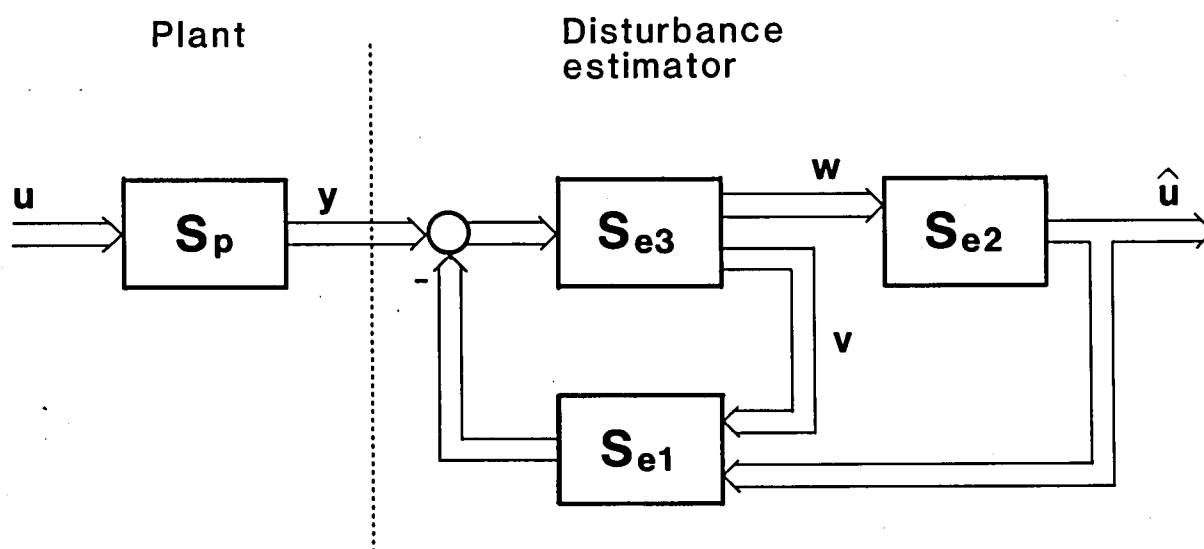 Plant
Disturbance
estimator
u
Sp
y
-
Se3
w
Se2
û
v
Se1